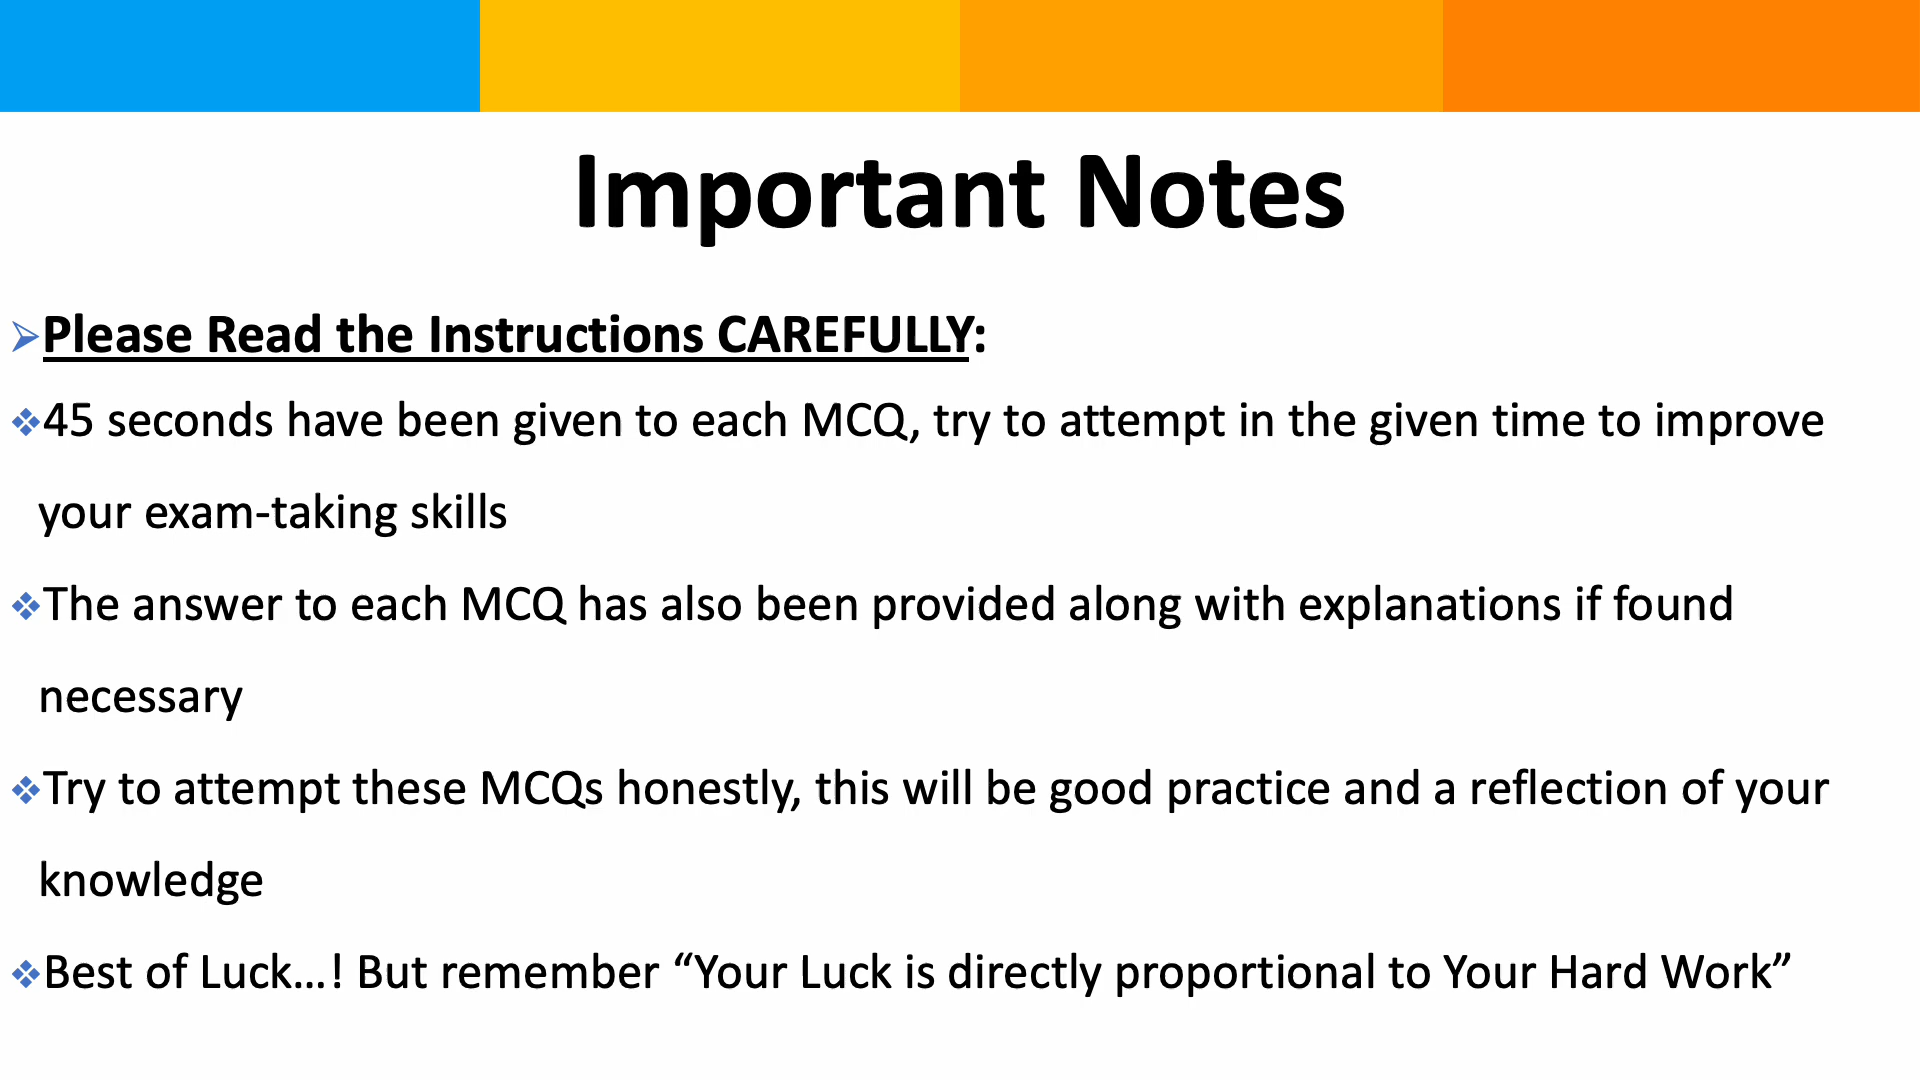 Important Notes
➢Please Read the Instructions CAREFULLY:
❖45 seconds have been given to each MCQ, try to attempt in the given time to improve
your exam-taking skills
❖The answer to each MCQ has also been provided along with explanations if found
necessary
❖Try to attempt these MCQs honestly, this will be good practice and a reflection of your
knowledge
❖Best of Luck…! But remember “Your Luck is directly proportional to Your Hard Work”